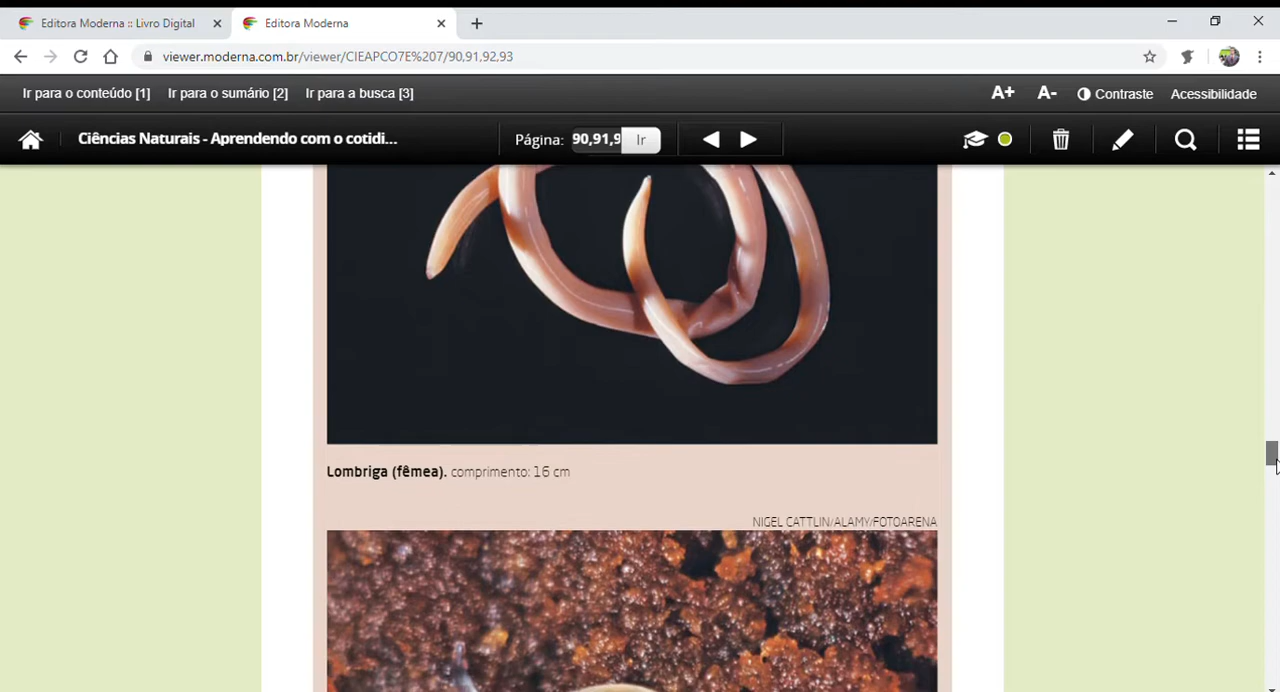 Editora Moderna :: Livro Digital
Editora Moderna
viewer.moderna.com.br/viewer/CIEAPCO7E%207/90,91,92,93
Ir para o conteúdo [1] Ir para o sumário [2] Ir para a busca [3] A+ A- Contraste Acessibilidade
Ciências Naturais - Aprendendo com o cotidi... Página: 90,91,9 Ir
Lombriga (fêmea). comprimento: 16 cm
NIGEL CATTLIN/ALAMY/FOTOARENA